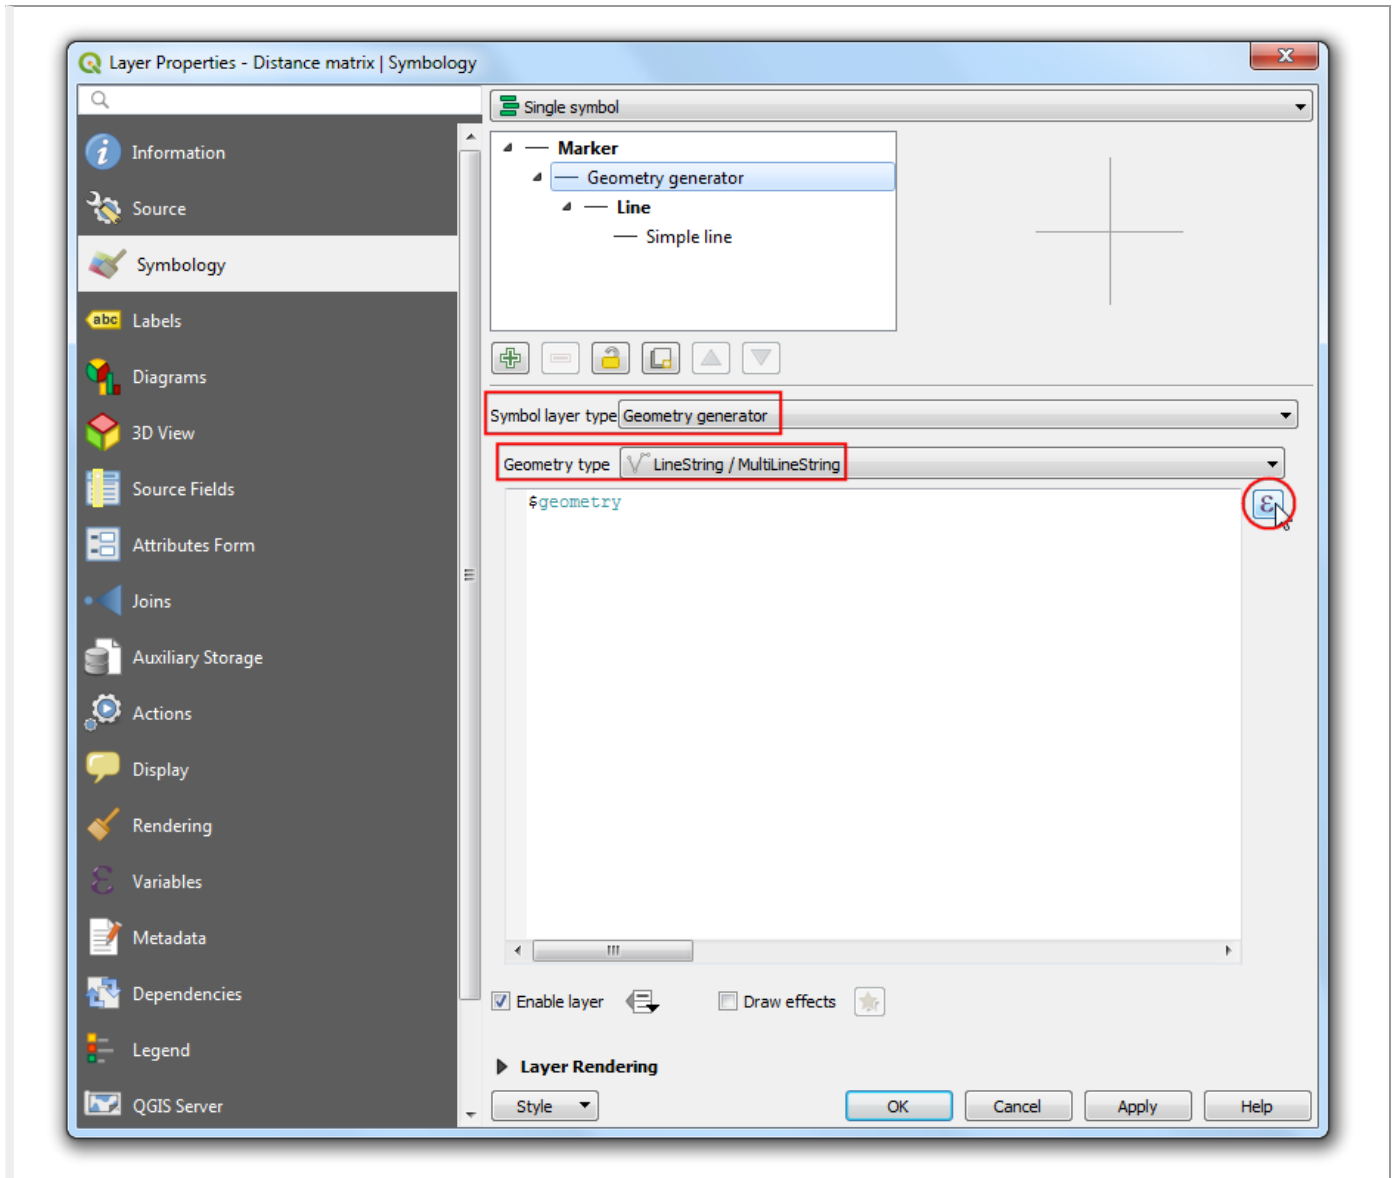 Layer Properties - Distance matrix | Symbology
Information
Source
Symbology
abc Labels
Diagrams
3D View
Source Fields
Attributes Form
Joins
Auxiliary Storage
Actions
Display
Rendering
Variables
Metadata
Dependencies
Legend
QGIS Server
Single symbol
Marker
Geometry generator
Line
Simple line
Symbol layer type Geometry generator
Geometry type LineString / MultiLineString
$geometry
ε
Enable layer
Draw effects
Layer Rendering
Style
OK
Cancel
Apply
Help